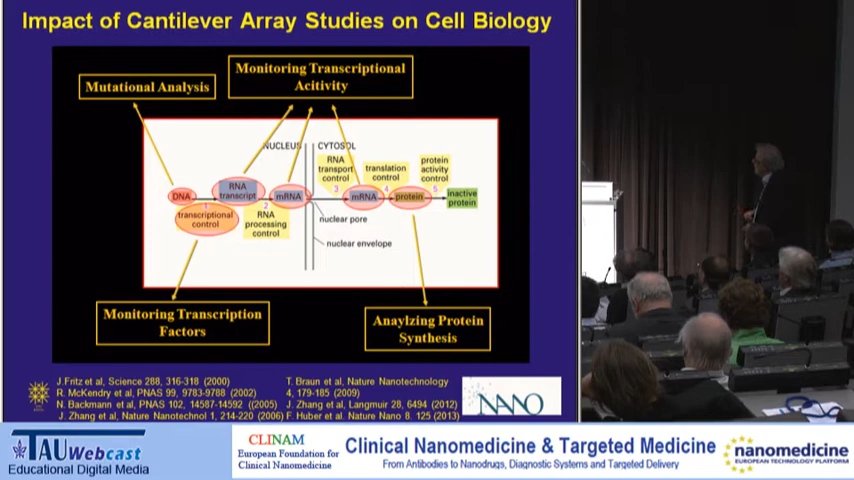 Impact of Cantilever Array Studies on Cell Biology
Monitoring Transcriptional
Acitivity
Mutational Analysis
NUCLEUS
CYTOSOL
RNA
transport
control
translation
control
protein
activity
control
DNA
RNA
transcript
mRNA
mRNA
protein
inactive
protein
1
2
3
4
5
transcriptional
control
RNA
processing
control
nuclear pore
nuclear envelope
Monitoring Transcription
Factors
Anaylzing Protein
Synthesis
J.Fritz et al, Science 288, 316-318 (2000)
R. McKendry et al, PNAS 99, 9783-9788 (2002)
N. Backmann et al, PNAS 102, 14587-14592 ((2005)
J. Zhang et al, Nature Nanotechnol 1, 214-220 (2006)
T. Braun et al, Nature Nanotechnology
4, 179-185 (2009)
J. Zhang et al, Langmuir 28, 6494 (2012)
F. Huber et al. Nature Nano 8. 125 (2013)
NANO
TAU Webcast
Educational Digital Media
CLINAM
European Foundation for
Clinical Nanomedicine
Clinical Nanomedicine & Targeted Medicine
From Antibodies to Nanodrugs, Diagnostic Systems and Targeted Delivery
nanomedicine
EUROPEAN TECHNOLOGY PLATFORM